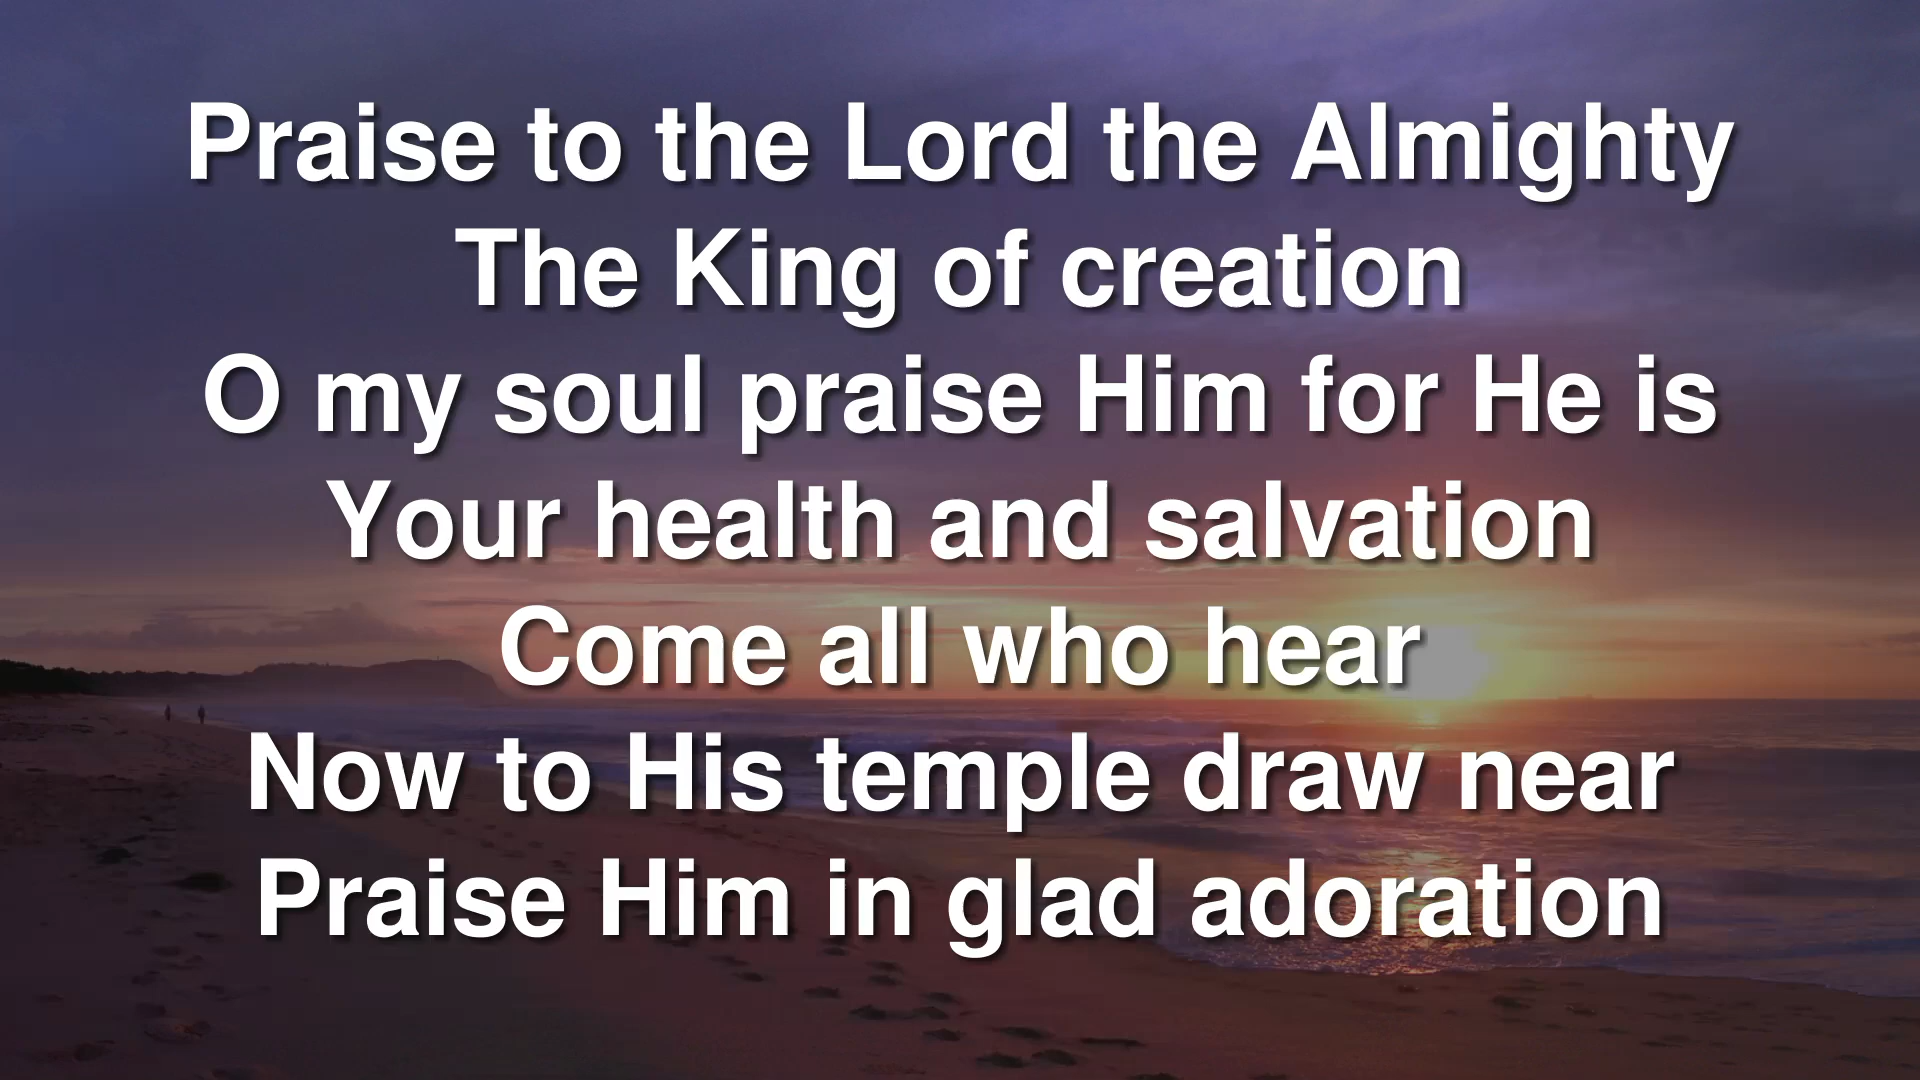 Praise to the Lord the Almighty
The King of creation
O my soul praise Him for He is
Your health and salvation
Come all who hear
Now to His temple draw near
Praise Him in glad adoration